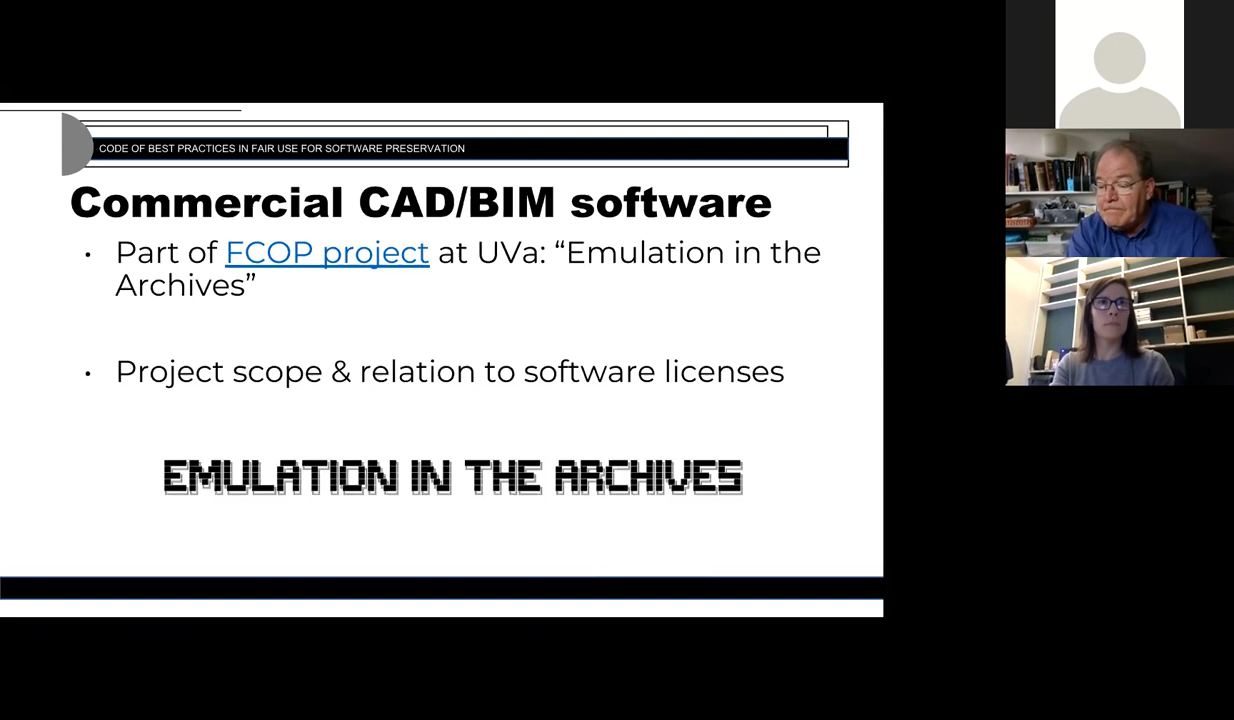 CODE OF BEST PRACTICES IN FAIR USE FOR SOFTWARE PRESERVATION
Commercial CAD/BIM software
• Part of FCOP project at UVa: “Emulation in the
Archives”
• Project scope & relation to software licenses
EMULATION IN THE ARCHIVES